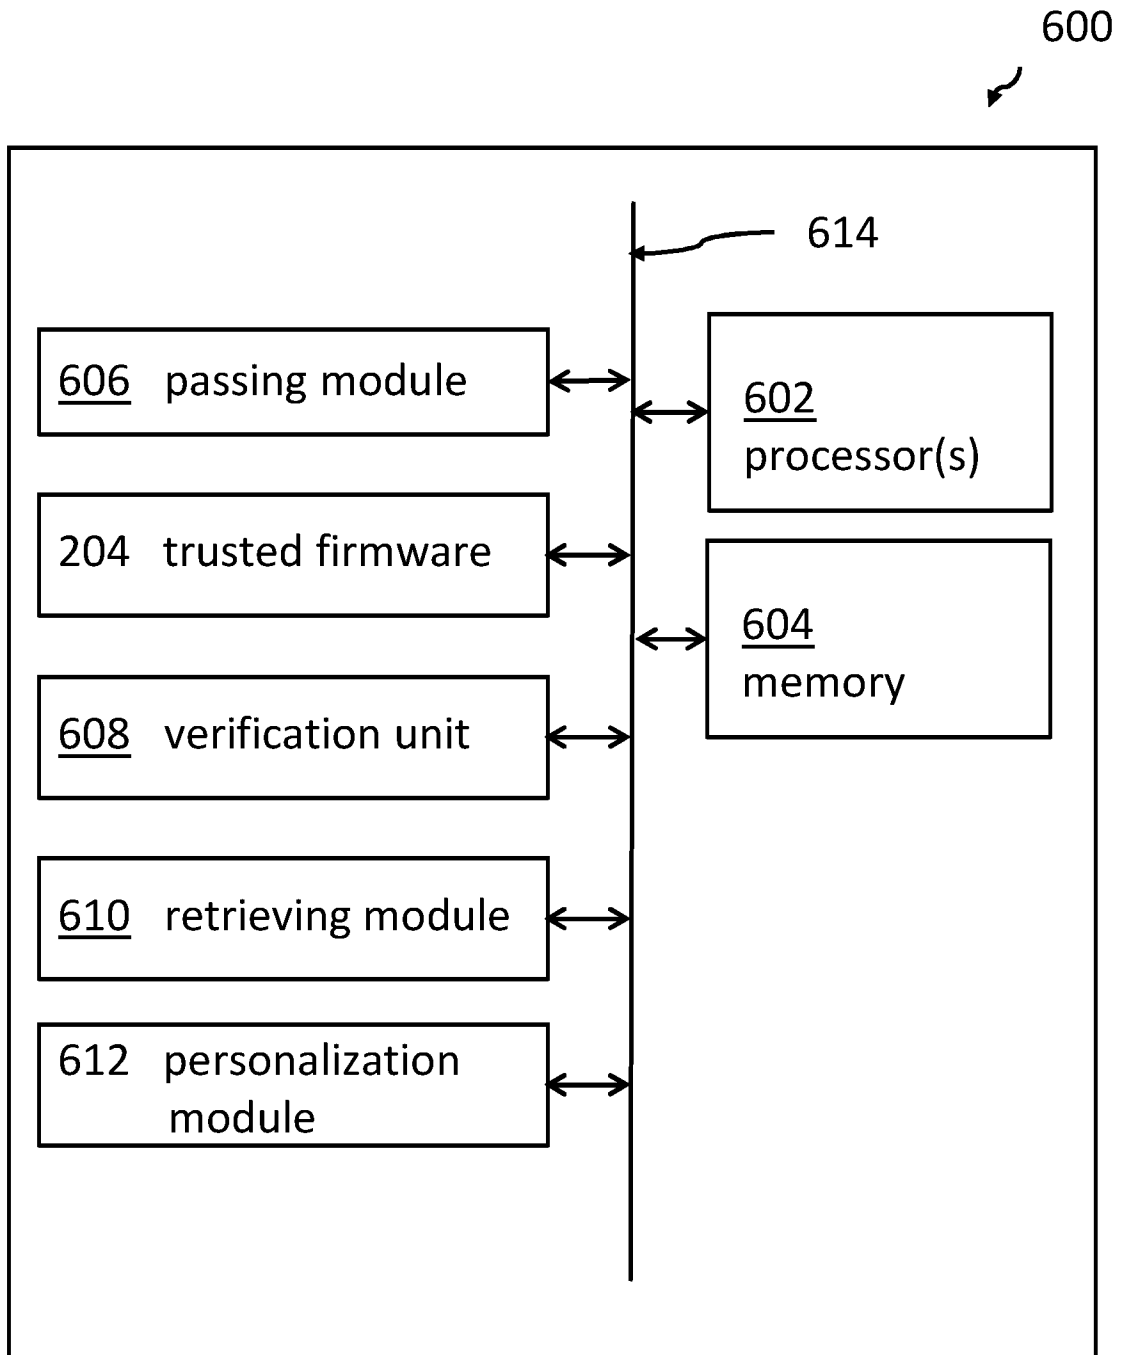 600
614
606 passing module
602
processor(s)
204 trusted firmware
604
memory
608 verification unit
610 retrieving module
612 personalization
module